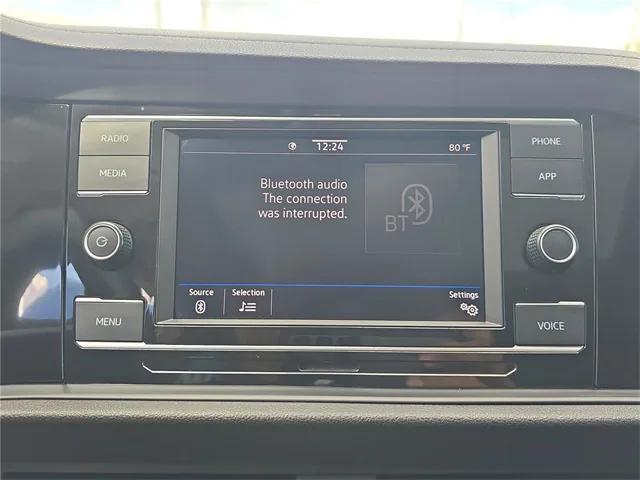 RADIO
MEDIA
MENU
12:24
80 °F
Bluetooth audio
The connection
was interrupted.
BT
Source
Selection
Settings
PHONE
APP
VOICE